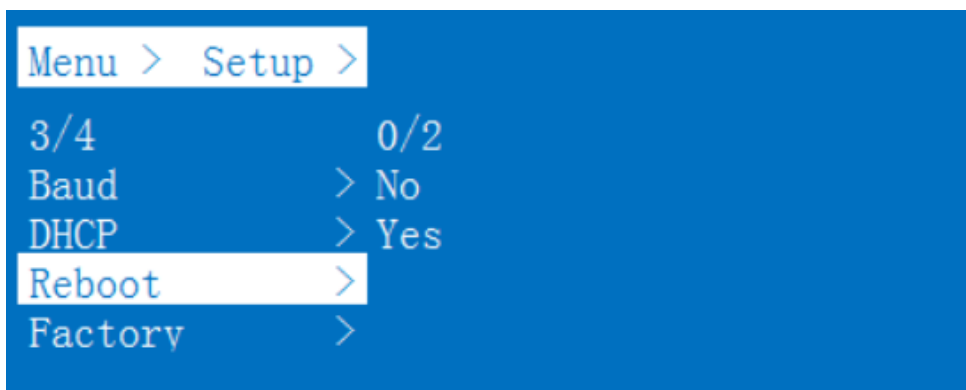 Menu > Setup >
3/4 0/2
Baud > No
DHCP > Yes
Reboot >
Factory >